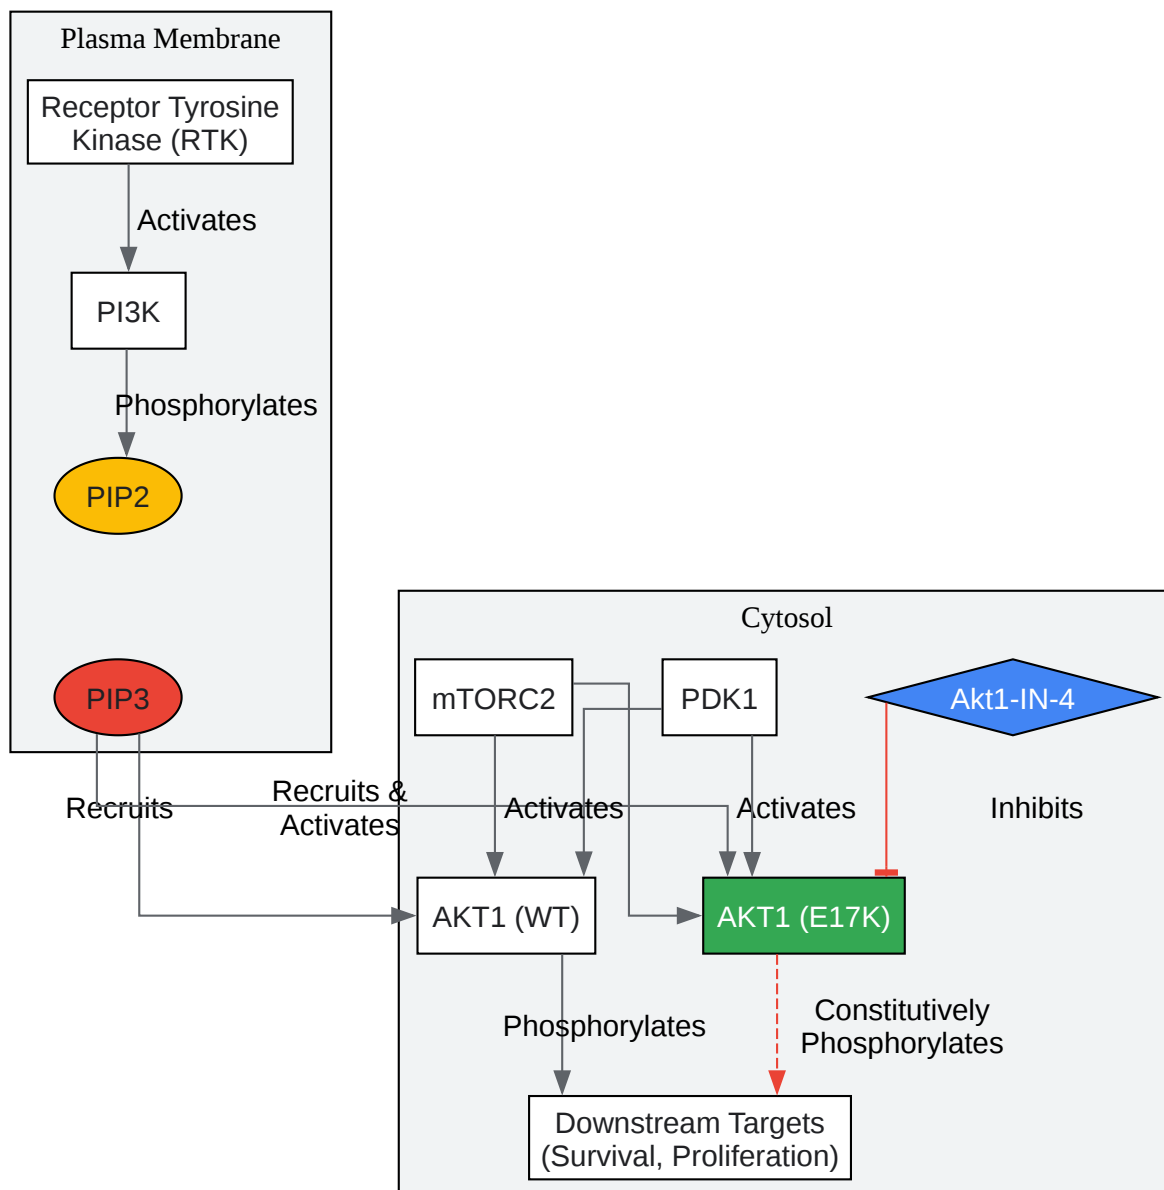 Plasma Membrane
Receptor Tyrosine
Kinase (RTK)
Activates
PI3K
Phosphorylates
PIP2
Cytosol
PIP3
mTORC2
PDK1
Akt1-IN-4
Recruits
Recruits &
Activates
Activates
Activates
Inhibits
AKT1 (WT)
AKT1 (E17K)
Phosphorylates
Constitutively
Phosphorylates
Downstream Targets
(Survival, Proliferation)